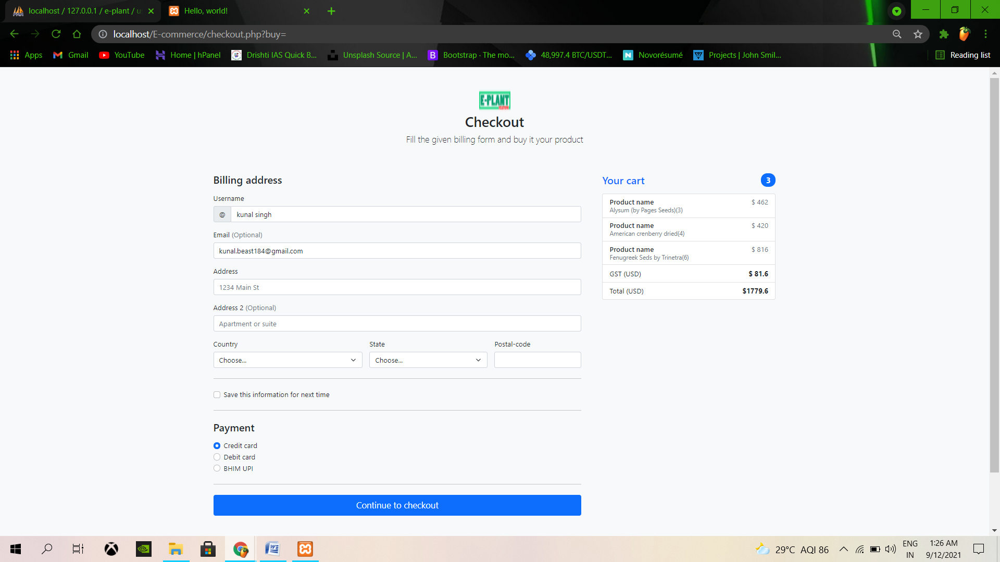 localhost / 127.0.0.1 / e-plant / u
Hello, world!
localhost/E-commerce/checkout.php?buy=
Apps
Gmail
YouTube
Home | hPanel
Drishti IAS Quick B...
Unsplash Source | A...
Bootstrap · The mo...
48,997.4 BTC/USDT...
Novorésumé
Projects | John Smil...
Reading list
E-PLANT
Checkout
Fill the given billing form and buy it your product
Billing address
Username
@ kunal singh
Email (Optional)
kunal.beast184@gmail.com
Address
1234 Main St
Address 2 (Optional)
Apartment or suite
Country State Postal-code
Choose... Choose...
Save this information for next time
Payment
Credit card
Debit card
BHIM UPI
Continue to checkout
Your cart 3
Product name $ 462
Alysum (by Pages Seeds)(3)
Product name $ 420
American crenberry dried(4)
Product name $ 816
Fenugreek Seds by Trinetra(6)
GST (USD) $ 81.6
Total (USD) $1779.6
29°C AQI 86
ENG
IN
1:26 AM
9/12/2021